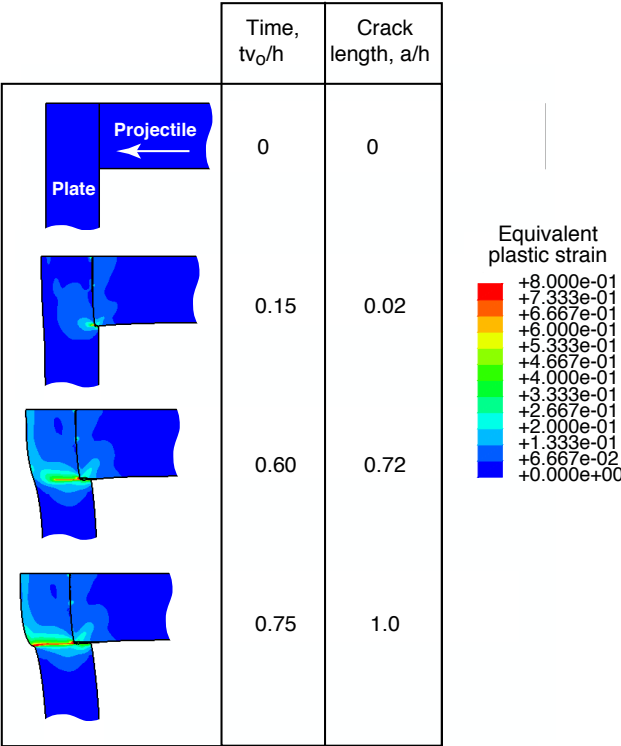 Time,
tv₀/h
Crack
length, a/h
Projectile
Plate
0
0
0.15
0.02
0.60
0.72
0.75
1.0
Equivalent
plastic strain
+8.000e-01
+7.333e-01
+6.667e-01
+6.000e-01
+5.333e-01
+4.667e-01
+4.000e-01
+3.333e-01
+2.667e-01
+2.000e-01
+1.333e-01
+6.667e-02
+0.000e+00